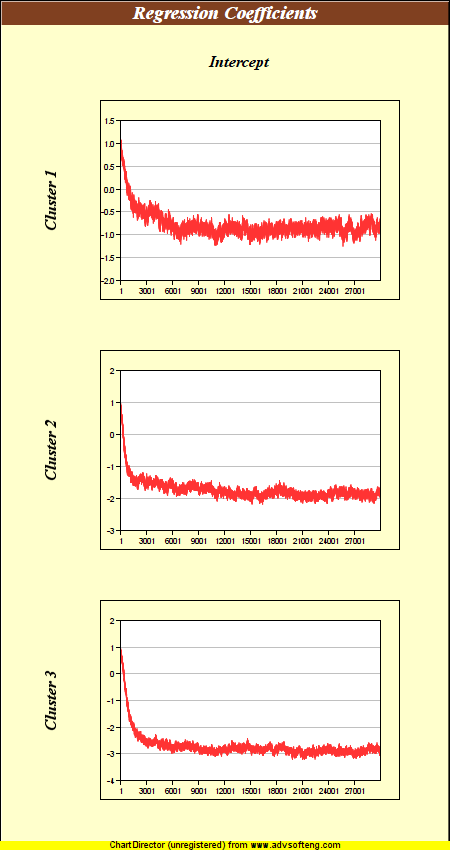 Regression Coefficients
Intercept
Cluster 1
1.5
1.0
0.5
0.0
-0.5
-1.0
-1.5
-2.0
1 3001 6001 9001 12001 15001 18001 21001 24001 27001
Cluster 2
2
1
0
-1
-2
-3
1 3001 6001 9001 12001 15001 18001 21001 24001 27001
Cluster 3
2
1
0
-1
-2
-3
-4
1 3001 6001 9001 12001 15001 18001 21001 24001 27001
ChartDirector (unregistered) from www.advsofteng.com